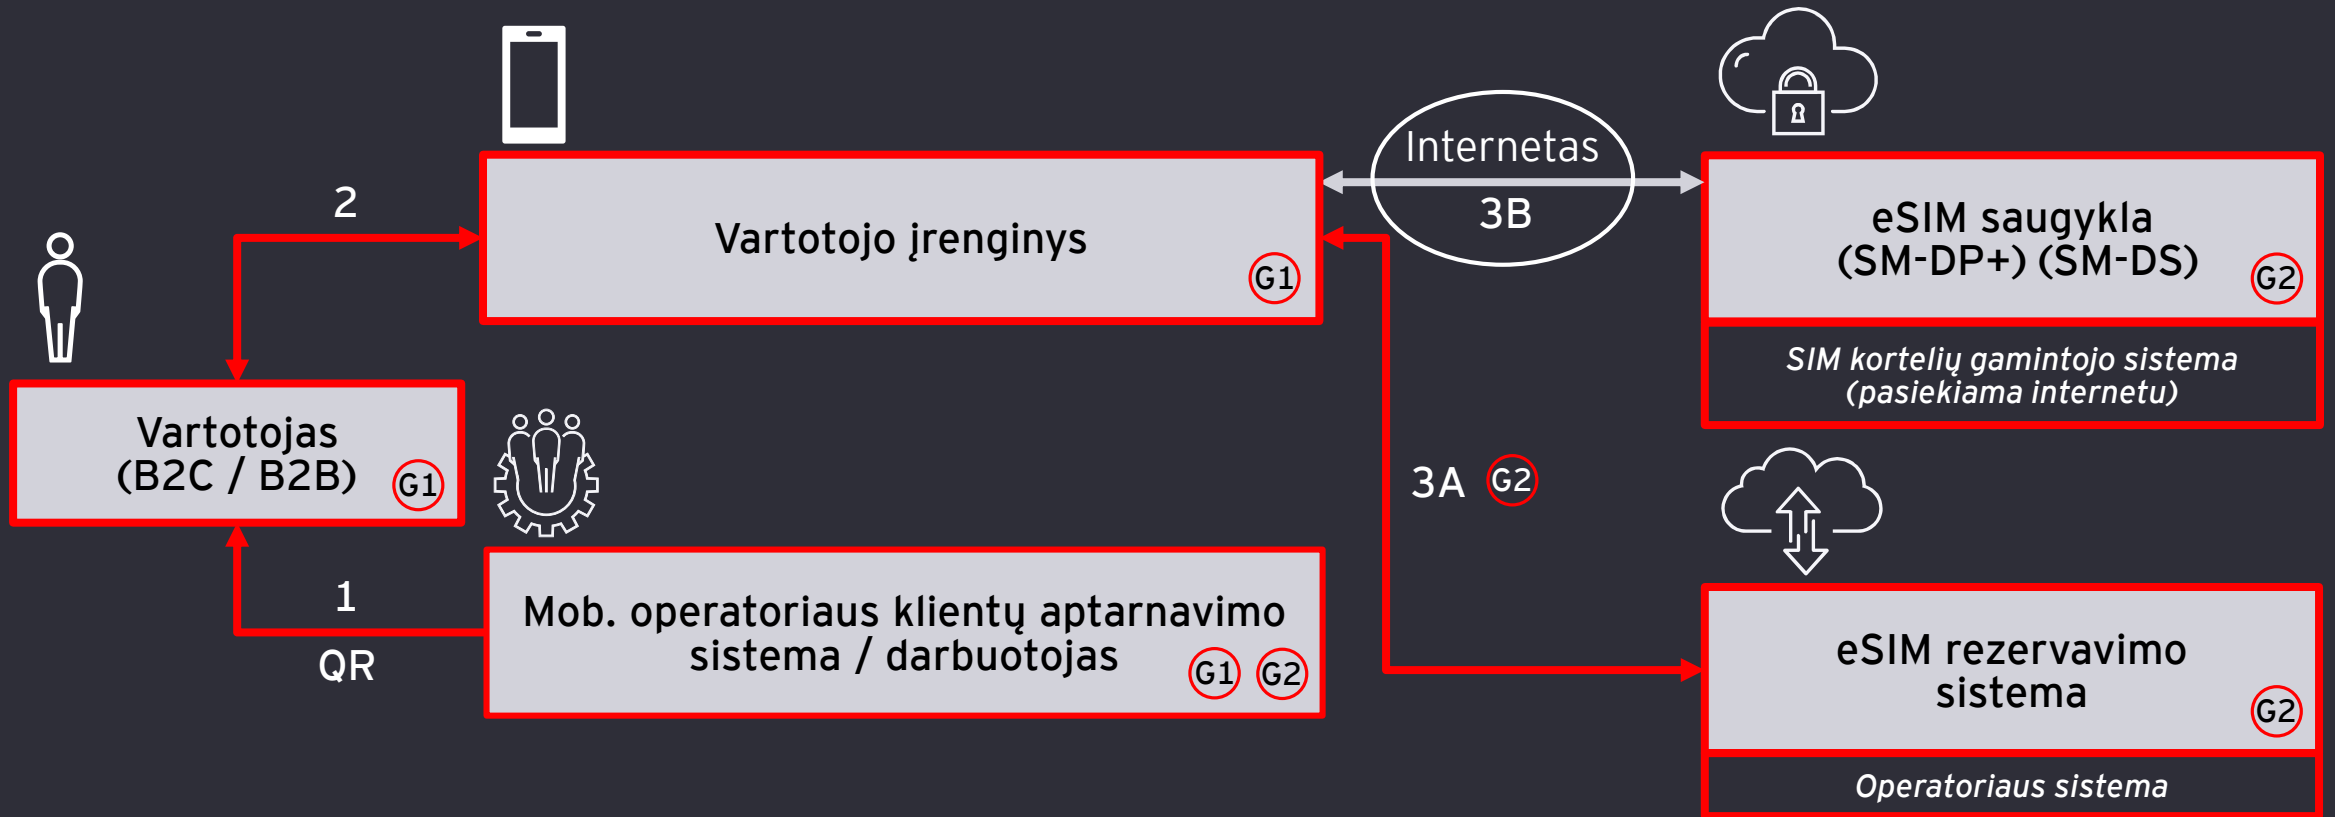 2
Vartotojo įrenginys
G1
Internetas
3B
eSIM saugykla
(SM-DP+) (SM-DS)
G2
SIM kortelių gamintojo sistema
(pasiekiama internetu)
Vartotojas
(B2C / B2B)
G1
3A
G2
1
QR
Mob. operatoriaus klientų aptarnavimo
sistema / darbuotojas
G1
G2
eSIM rezervavimo
sistema
G2
Operatoriaus sistema